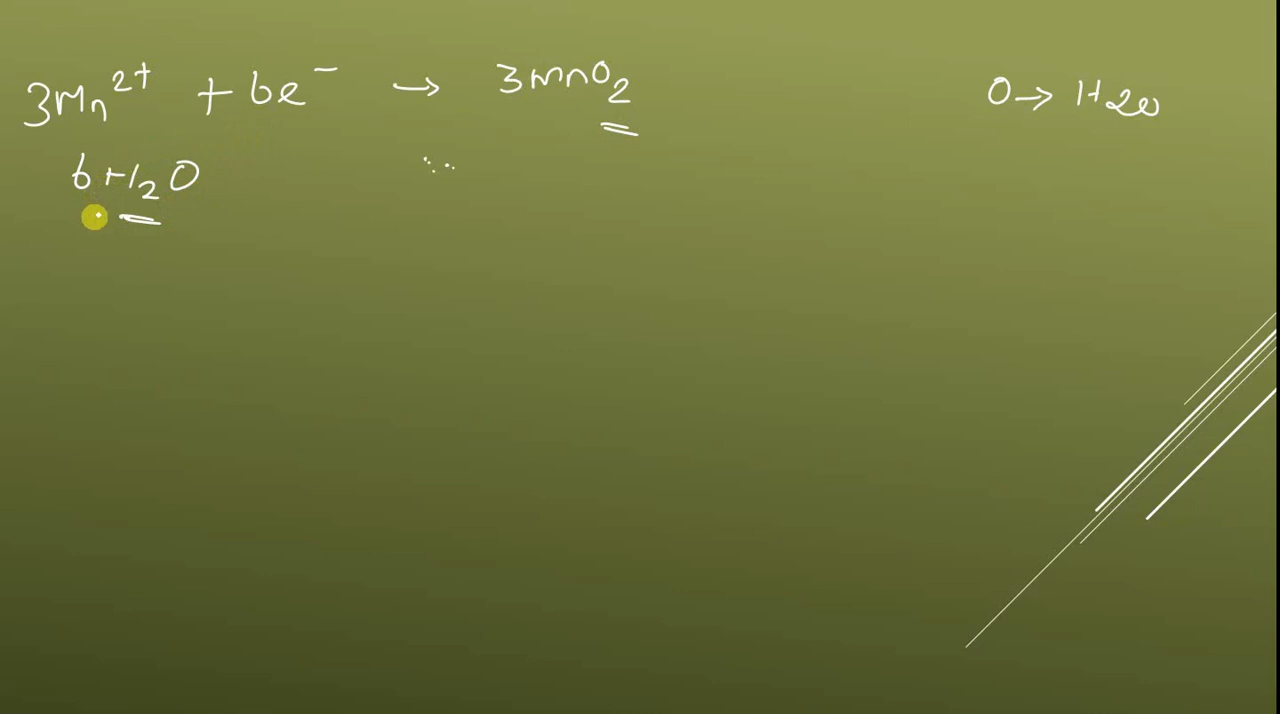 3Mn²⁺ + 6e⁻ → 3MnO₂
O → H₂O
6H₂O